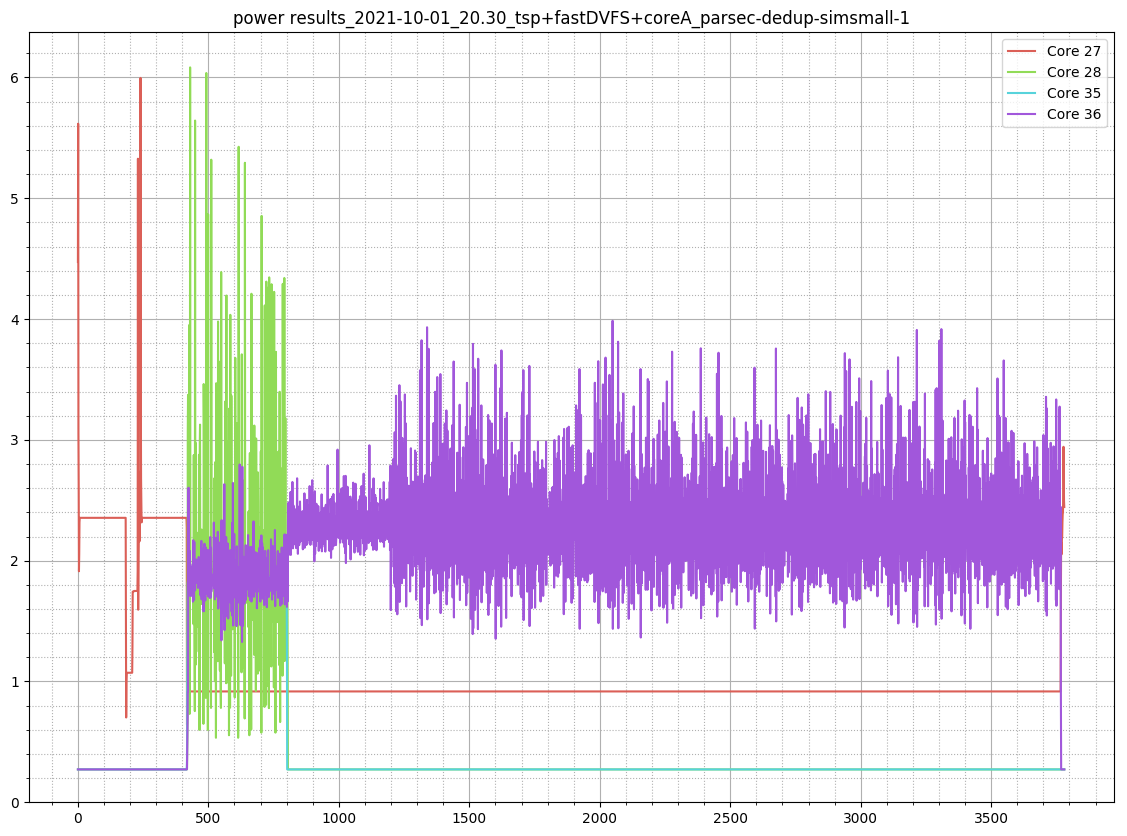 power results_2021-10-01_20.30_tsp+fastDVFS+coreA_parsec-dedup-simsmall-1
Core 27
Core 28
Core 35
Core 36
6
5
4
3
2
1
0
0 500 1000 1500 2000 2500 3000 3500